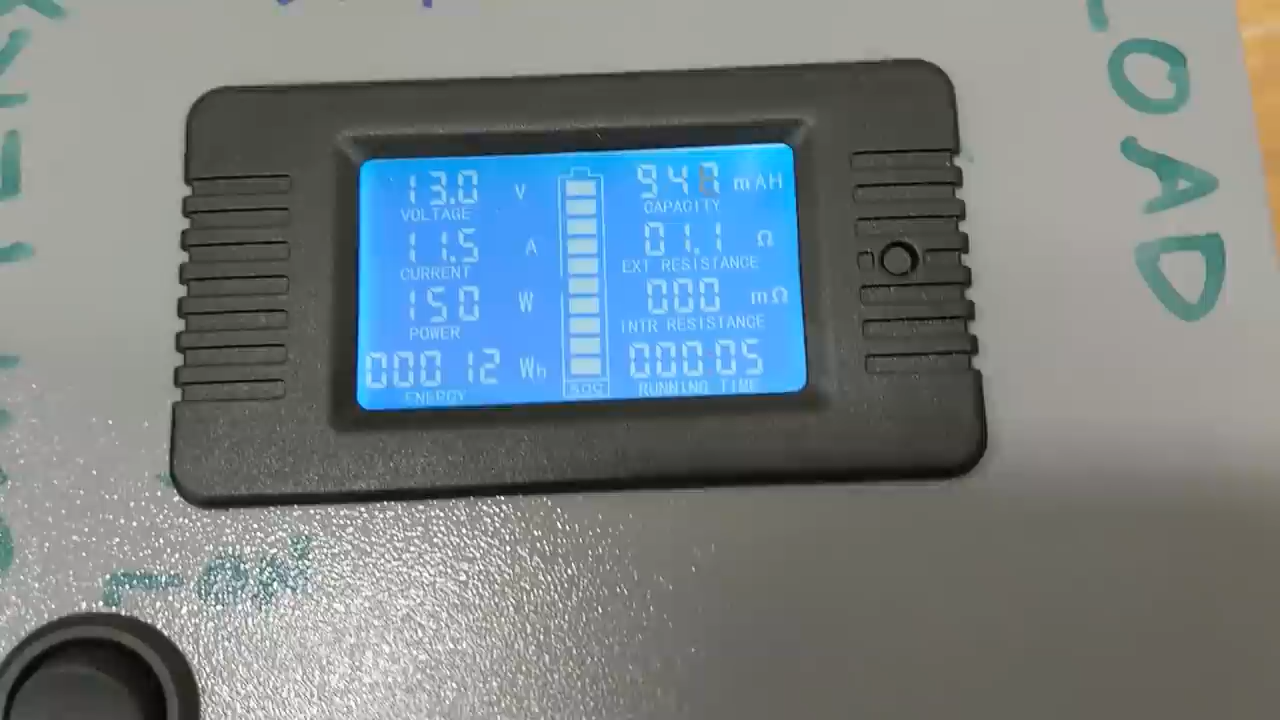 13.0 V
VOLTAGE
11.5 A
CURRENT
150 W
POWER
00012 Wh
ENERGY
SOC
mAH
CAPACITY
01.1 Ω
EXT RESISTANCE
000 mΩ
INTR RESISTANCE
00005
RUNNING TIME
LOAD